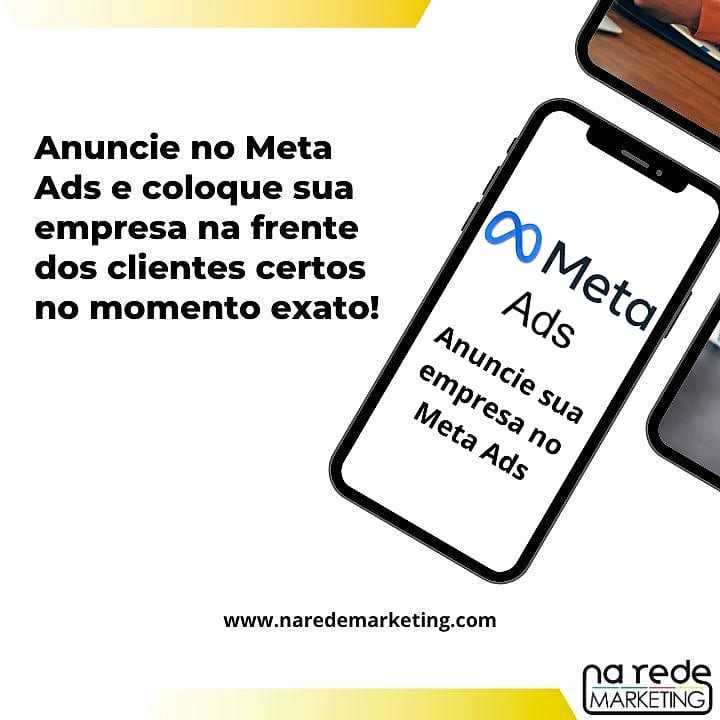 Anuncie no Meta
Ads e coloque sua
empresa na frente
dos clientes certos
no momento exato!
Meta
Ads
Anuncie sua
empresa no
Meta Ads
www.naredemarketing.com
na rede
MARKETING